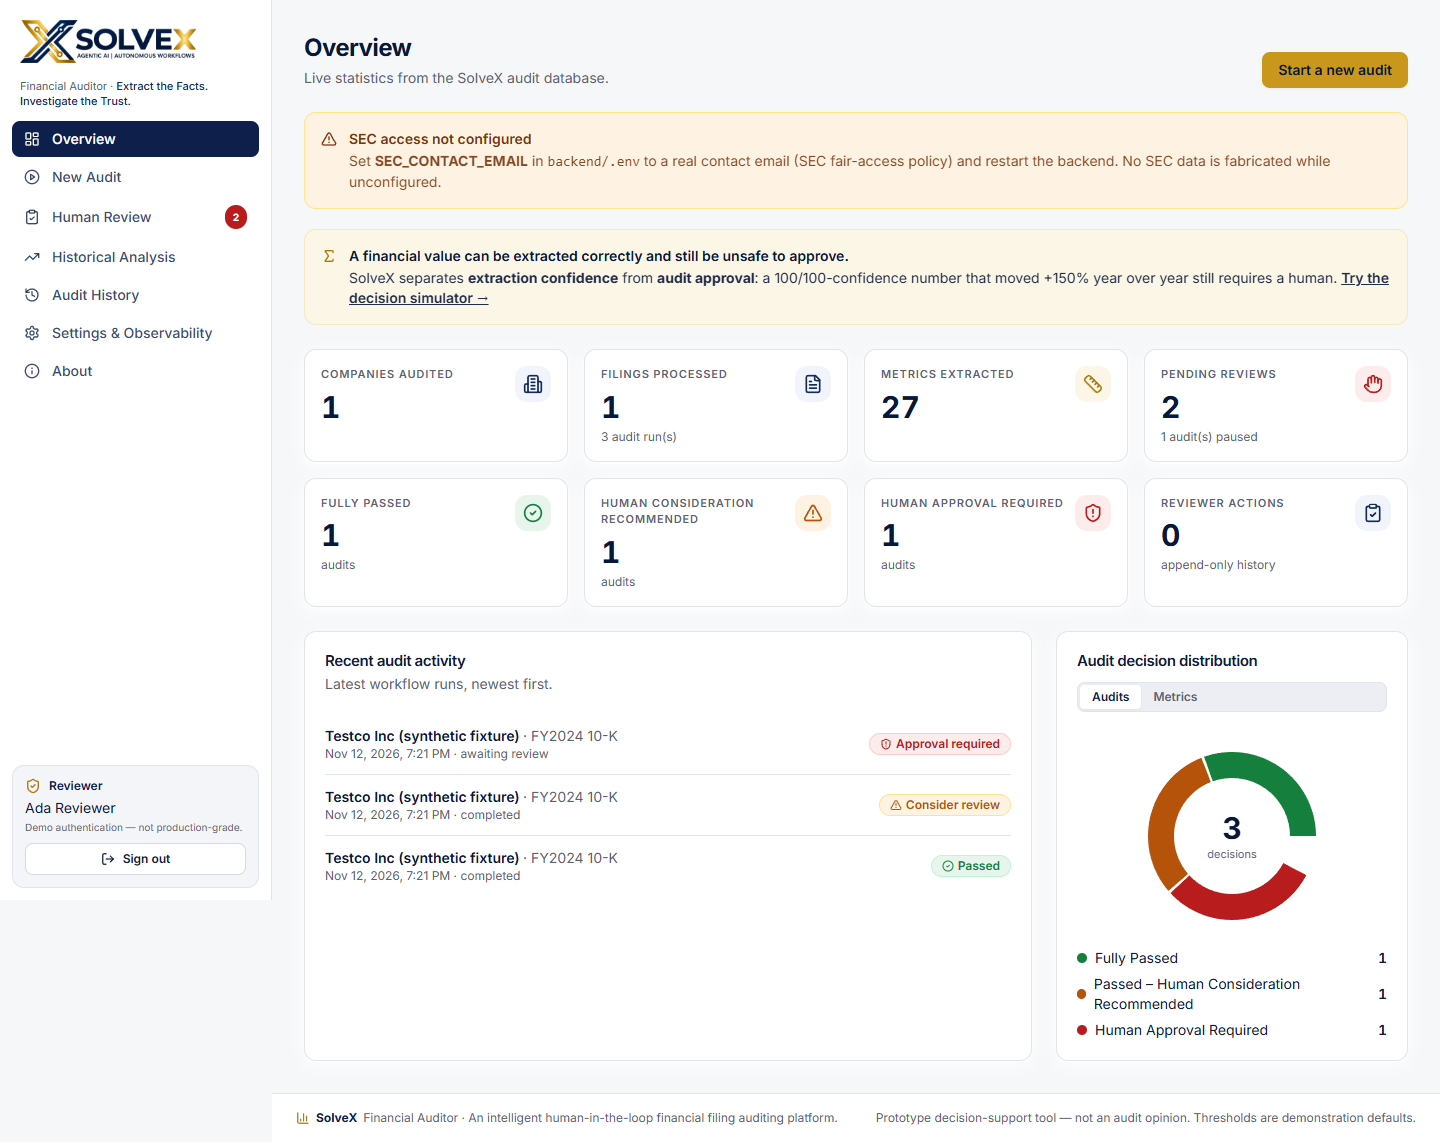 SOLVEX
AGENTIC AI | AUTONOMOUS WORKFLOWS
Financial Auditor · Extract the Facts.
Investigate the Trust.
Overview
New Audit
Human Review
2
Historical Analysis
Audit History
Settings & Observability
About
Reviewer
Ada Reviewer
Demo authentication — not production-grade.
Sign out
Overview
Live statistics from the SolveX audit database.
Start a new audit
SEC access not configured
Set SEC_CONTACT_EMAIL in backend/.env to a real contact email (SEC fair-access policy) and restart the backend. No SEC data is fabricated while
unconfigured.
Σ
A financial value can be extracted correctly and still be unsafe to approve.
SolveX separates extraction confidence from audit approval: a 100/100-confidence number that moved +150% year over year still requires a human. Try the
decision simulator →
COMPANIES AUDITED
1
FILINGS PROCESSED
1
3 audit run(s)
METRICS EXTRACTED
27
PENDING REVIEWS
2
1 audit(s) paused
FULLY PASSED
1
audits
HUMAN CONSIDERATION
RECOMMENDED
1
audits
HUMAN APPROVAL REQUIRED
1
audits
REVIEWER ACTIONS
0
append-only history
Recent audit activity
Latest workflow runs, newest first.
Testco Inc (synthetic fixture) · FY2024 10-K
Nov 12, 2026, 7:21 PM · awaiting review
Approval required
Testco Inc (synthetic fixture) · FY2024 10-K
Nov 12, 2026, 7:21 PM · completed
Consider review
Testco Inc (synthetic fixture) · FY2024 10-K
Nov 12, 2026, 7:21 PM · completed
Passed
Audit decision distribution
Audits Metrics
3
decisions
Fully Passed 1
Passed – Human Consideration
Recommended 1
Human Approval Required 1
SolveX Financial Auditor · An intelligent human-in-the-loop financial filing auditing platform.
Prototype decision-support tool — not an audit opinion. Thresholds are demonstration defaults.